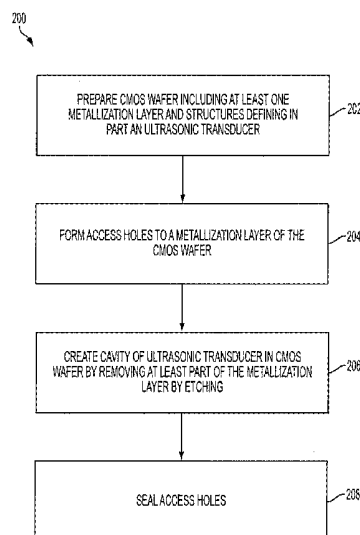 200
PREPARE CMOS WAFER INCLUDING AT LEAST ONE
METALLIZATION LAYER AND STRUCTURES DEFINING IN
PART AN ULTRASONIC TRANSDUCER
202
FORM ACCESS HOLES TO A METALLIZATION LAYER OF THE
CMOS WAFER
204
CREATE CAVITY OF ULTRASONIC TRANSDUCER IN CMOS
WAFER BY REMOVING AT LEAST PART OF THE METALLIZATION
LAYER BY ETCHING
206
SEAL ACCESS HOLES
208